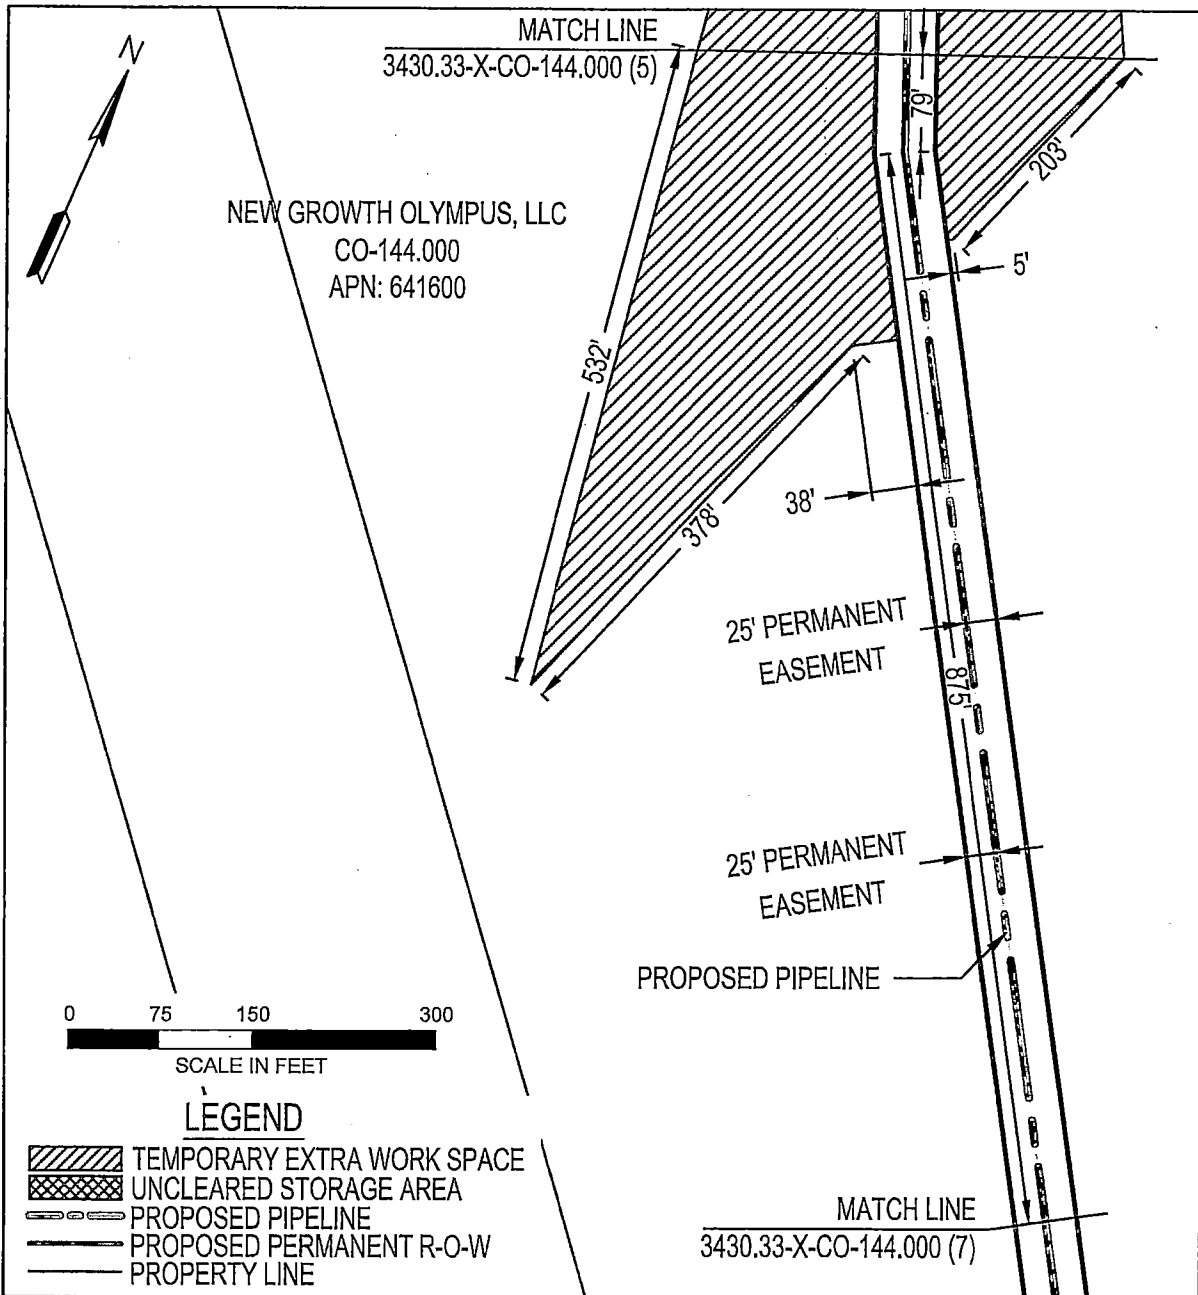 MATCH LINE
3430.33-X-CO-144.000 (5)
N
79'
203'
NEW GROWTH OLYMPUS, LLC
CO-144.000
APN: 641600
5'
532'
378'
38'
25' PERMANENT
EASEMENT
875'
25' PERMANENT
EASEMENT
PROPOSED PIPELINE
0 75 150 300
SCALE IN FEET
LEGEND
TEMPORARY EXTRA WORK SPACE
UNCLEARED STORAGE AREA
PROPOSED PIPELINE
PROPOSED PERMANENT R-O-W
PROPERTY LINE
MATCH LINE
3430.33-X-CO-144.000 (7)